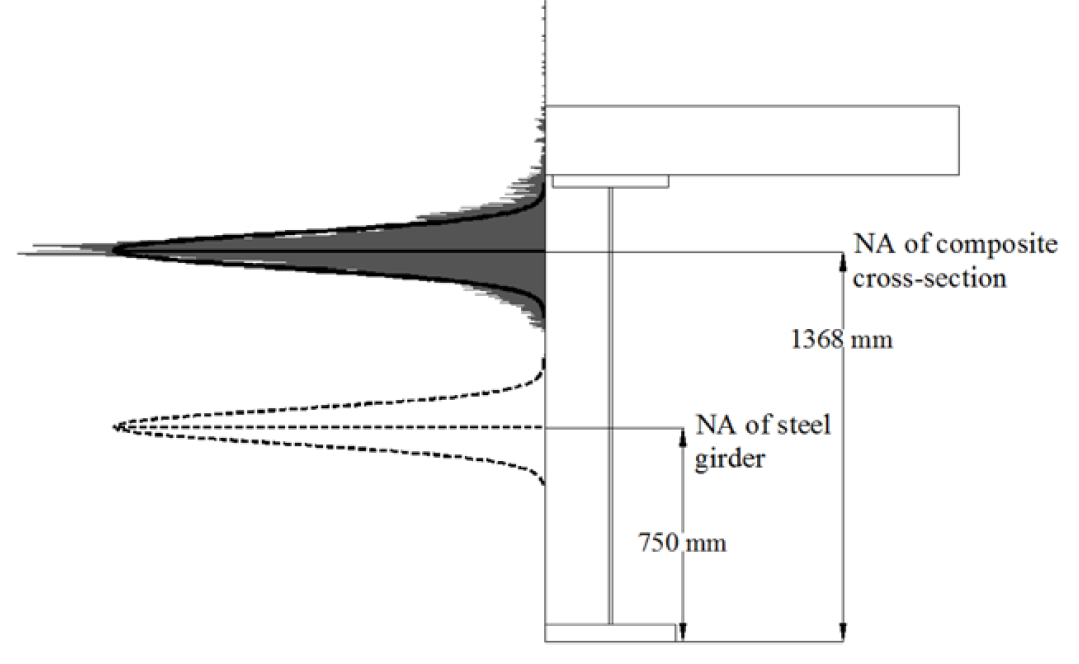 NA of composite
cross-section
1368 mm
NA of steel
girder
750 mm